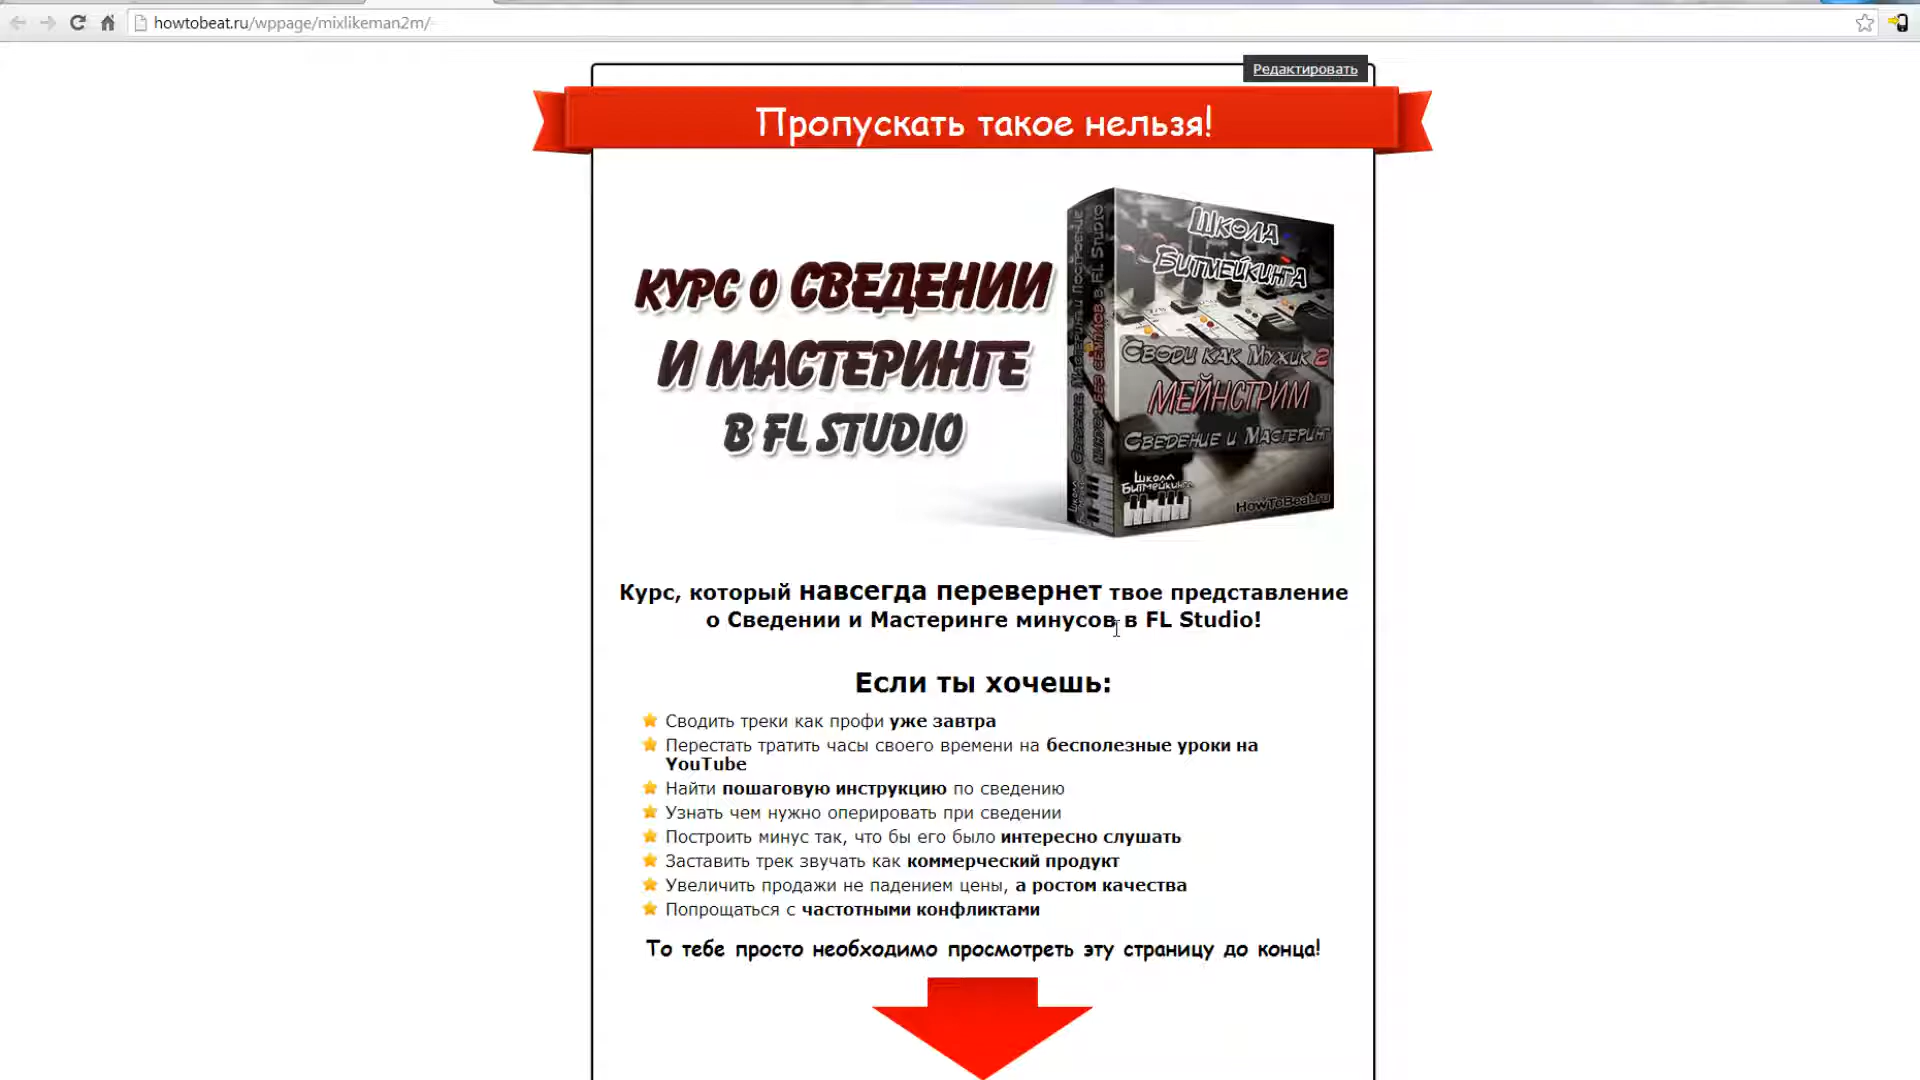 howtobeat.ru/wppage/mixlikeman2m/
Редактировать
Пропускать такое нельзя!
КУРС О СВЕДЕНИИ
И МАСТЕРИНГЕ
В FL STUDIO
Школа
Битмейкинга
Своди как Мужик 2
МЕЙНСТРИМ
Сведение и Мастеринг
Школа
Битмейкинга
HowToBeat.ru
Курс, который навсегда перевернет твое представление
о Сведении и Мастеринге минусов в FL Studio!
Если ты хочешь:
Сводить треки как профи уже завтра
Перестать тратить часы своего времени на бесполезные уроки на
YouTube
Найти пошаговую инструкцию по сведению
Узнать чем нужно оперировать при сведении
Построить минус так, что бы его было интересно слушать
Заставить трек звучать как коммерческий продукт
Увеличить продажи не падением цены, а ростом качества
Попрощаться с частотными конфликтами
То тебе просто необходимо просмотреть эту страницу до конца!